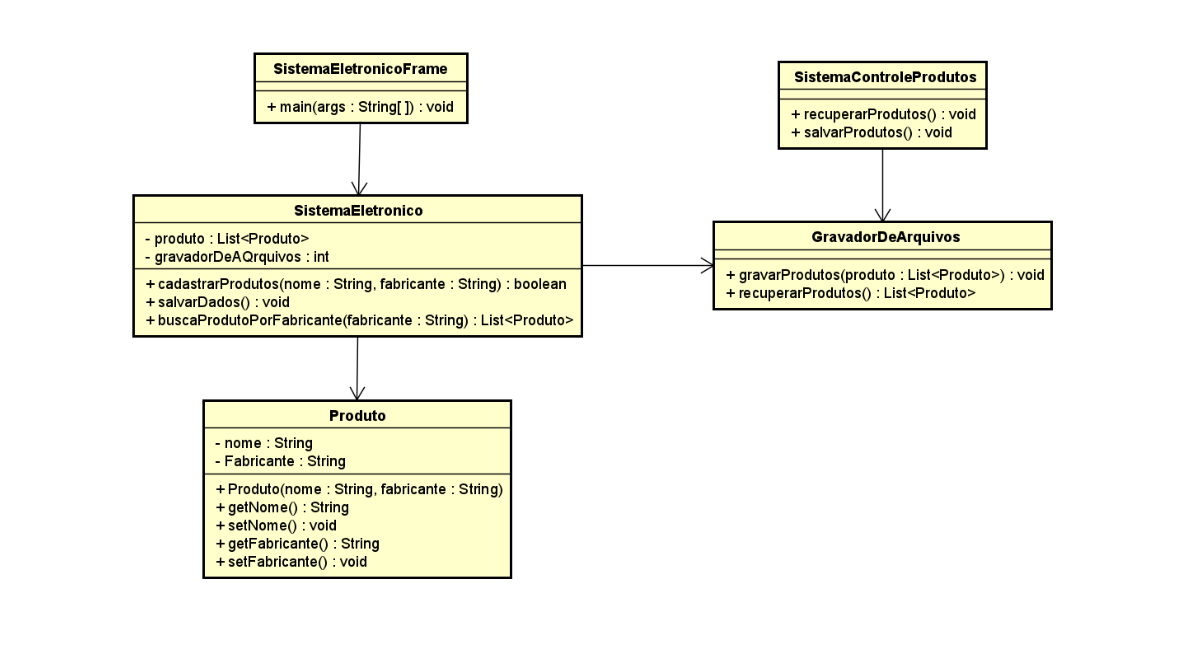 SistemaEletronicoFrame
+ main(args : String[ ]) : void
SistemaControleProdutos
+ recuperarProdutos() : void
+ salvarProdutos() : void
SistemaEletronico
- produto : List<Produto>
- gravadorDeAQrquivos : int
+ cadastrarProdutos(nome : String, fabricante : String) : boolean
+ salvarDados() : void
+ buscaProdutoPorFabricante(fabricante : String) : List<Produto>
GravadorDeArquivos
+ gravarProdutos(produto : List<Produto>) : void
+ recuperarProdutos() : List<Produto>
Produto
- nome : String
- Fabricante : String
+ Produto(nome : String, fabricante : String)
+ getNome() : String
+ setNome() : void
+ getFabricante() : String
+ setFabricante() : void